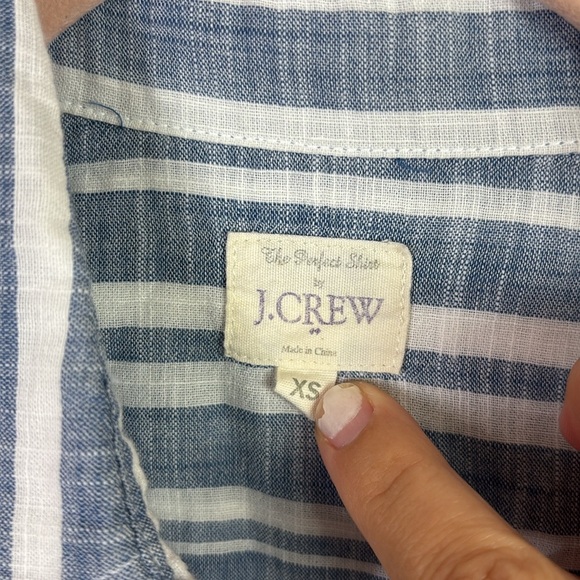 The Perfect Shirt
by
J.CREW
Made in China
XS